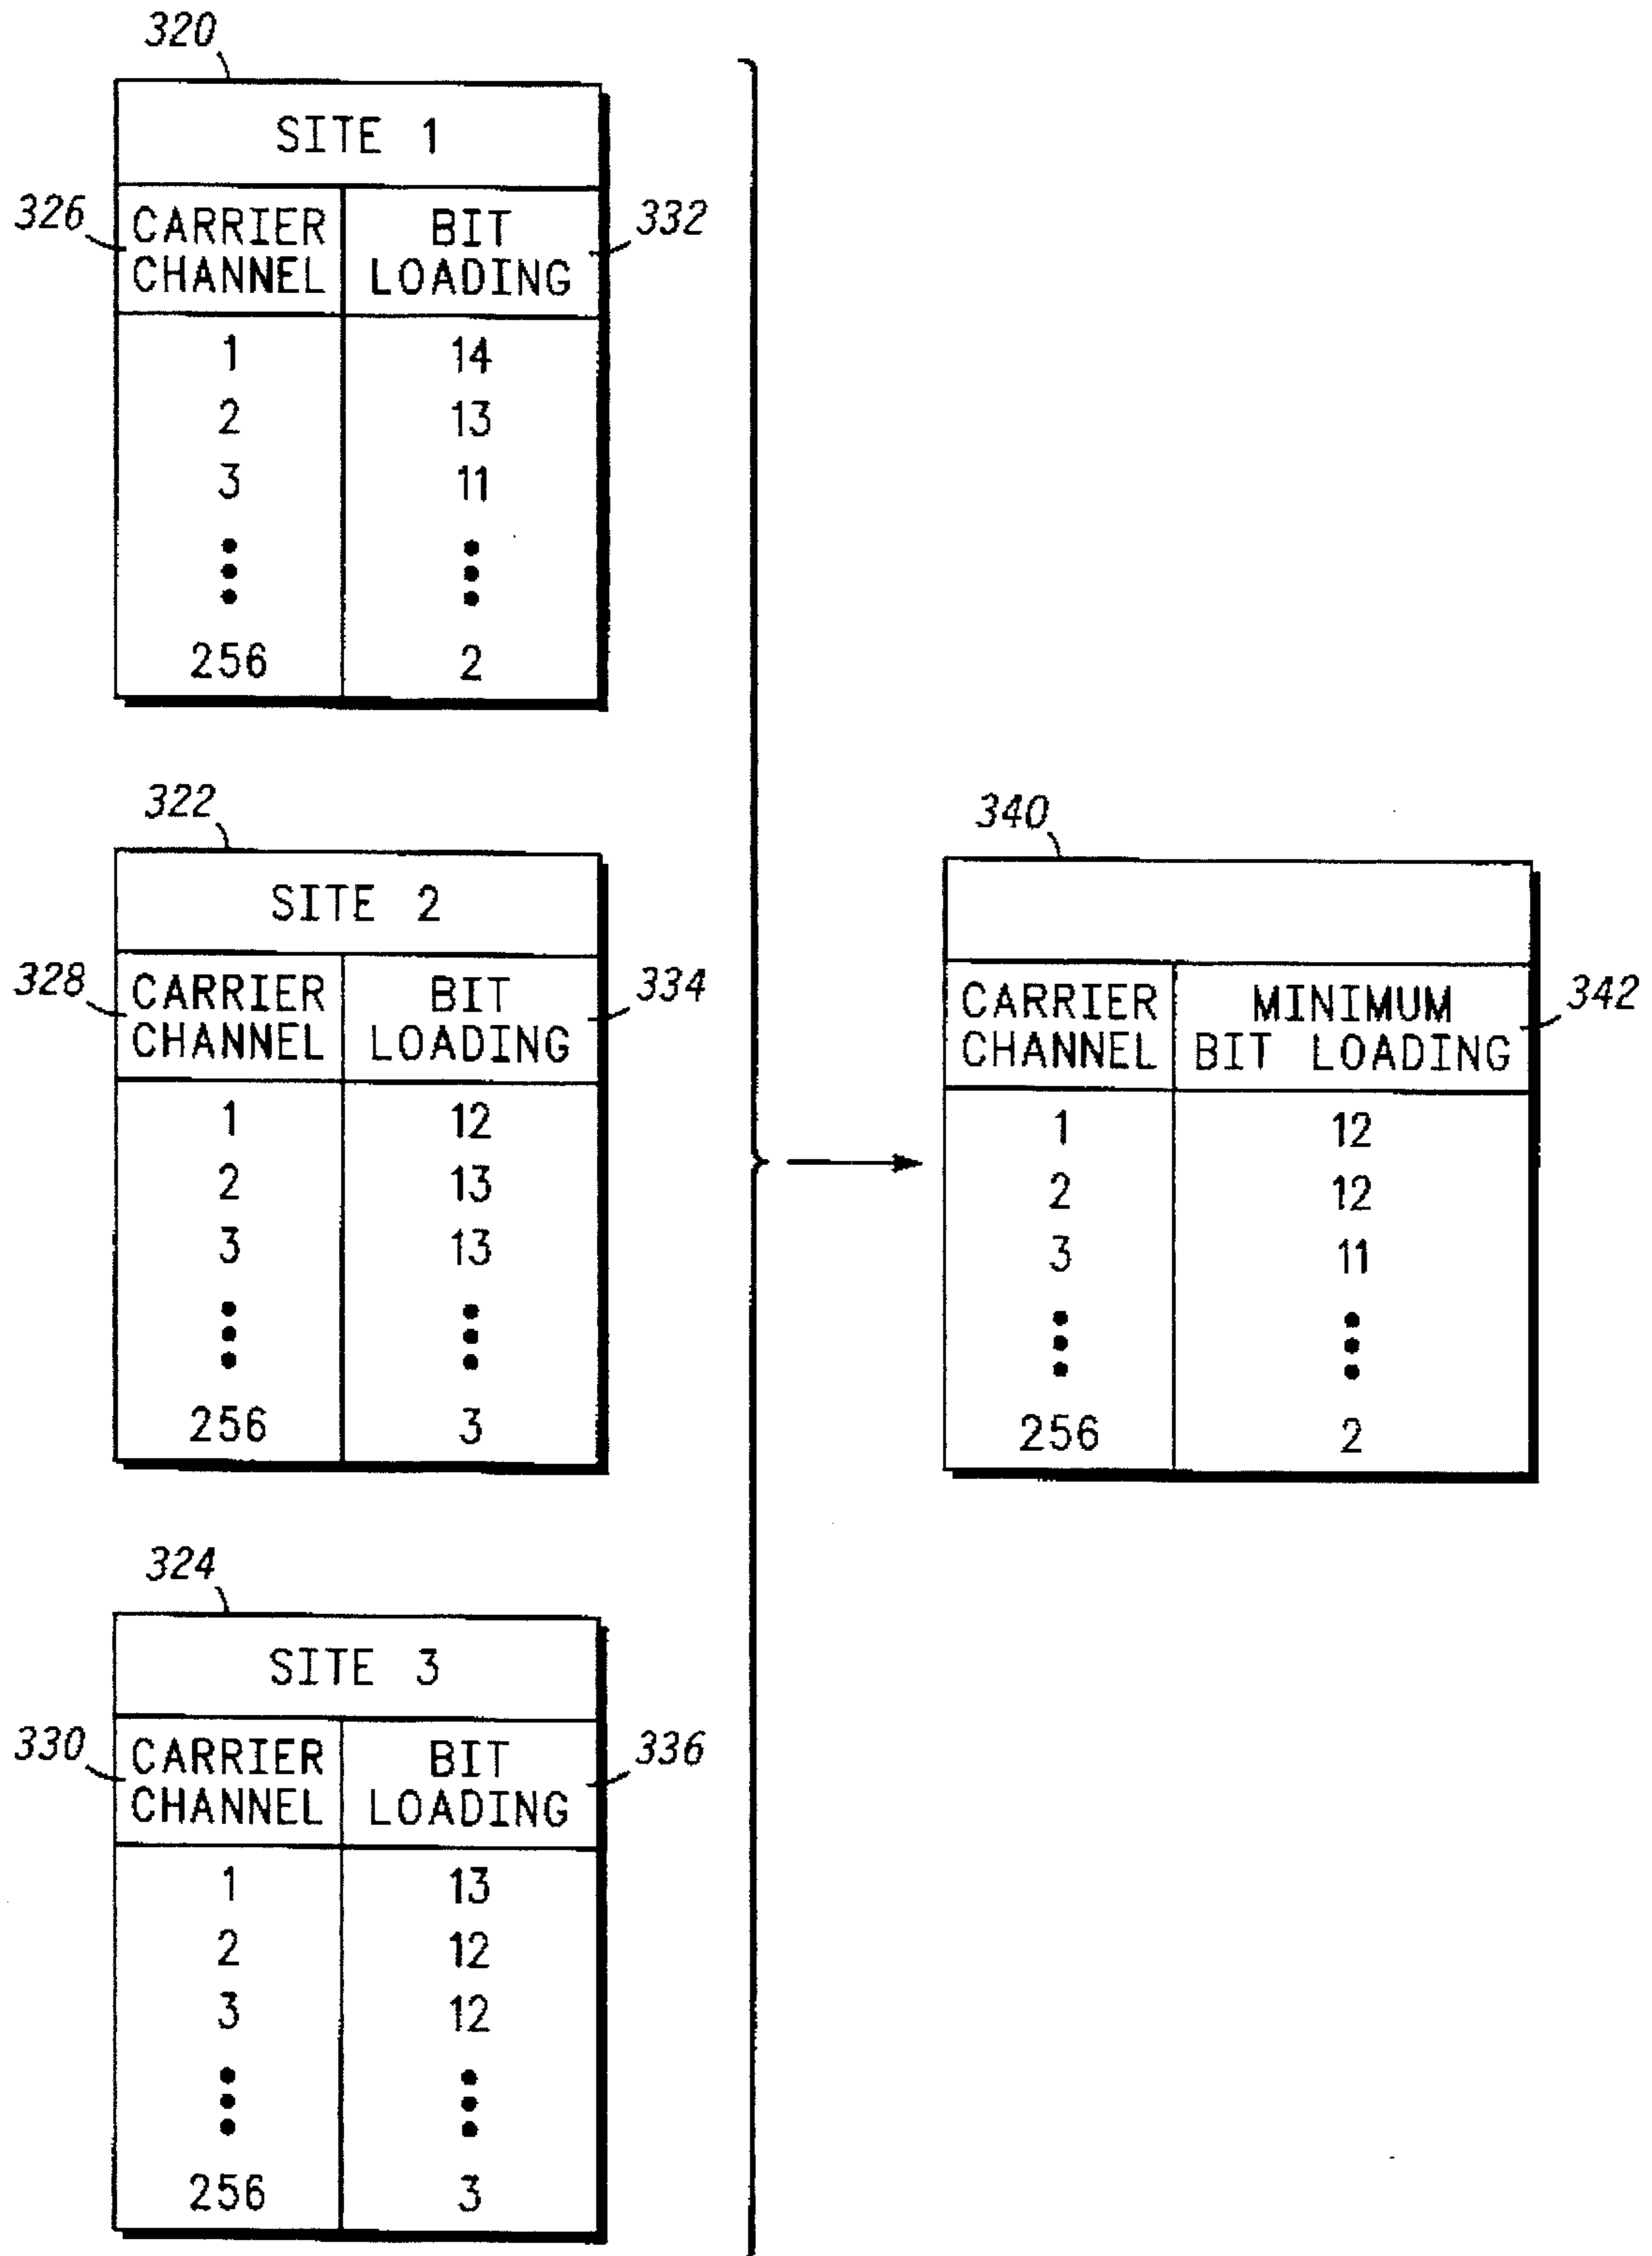 320
SITE 1
326 CARRIER CHANNEL
BIT LOADING 332
1 14
2 13
3 11
256 2
322
SITE 2
328 CARRIER CHANNEL
BIT LOADING 334
1 12
2 13
3 13
256 3
324
SITE 3
330 CARRIER CHANNEL
BIT LOADING 336
1 13
2 12
3 12
256 3
340
CARRIER CHANNEL
MINIMUM BIT LOADING 342
1 12
2 12
3 11
256 2